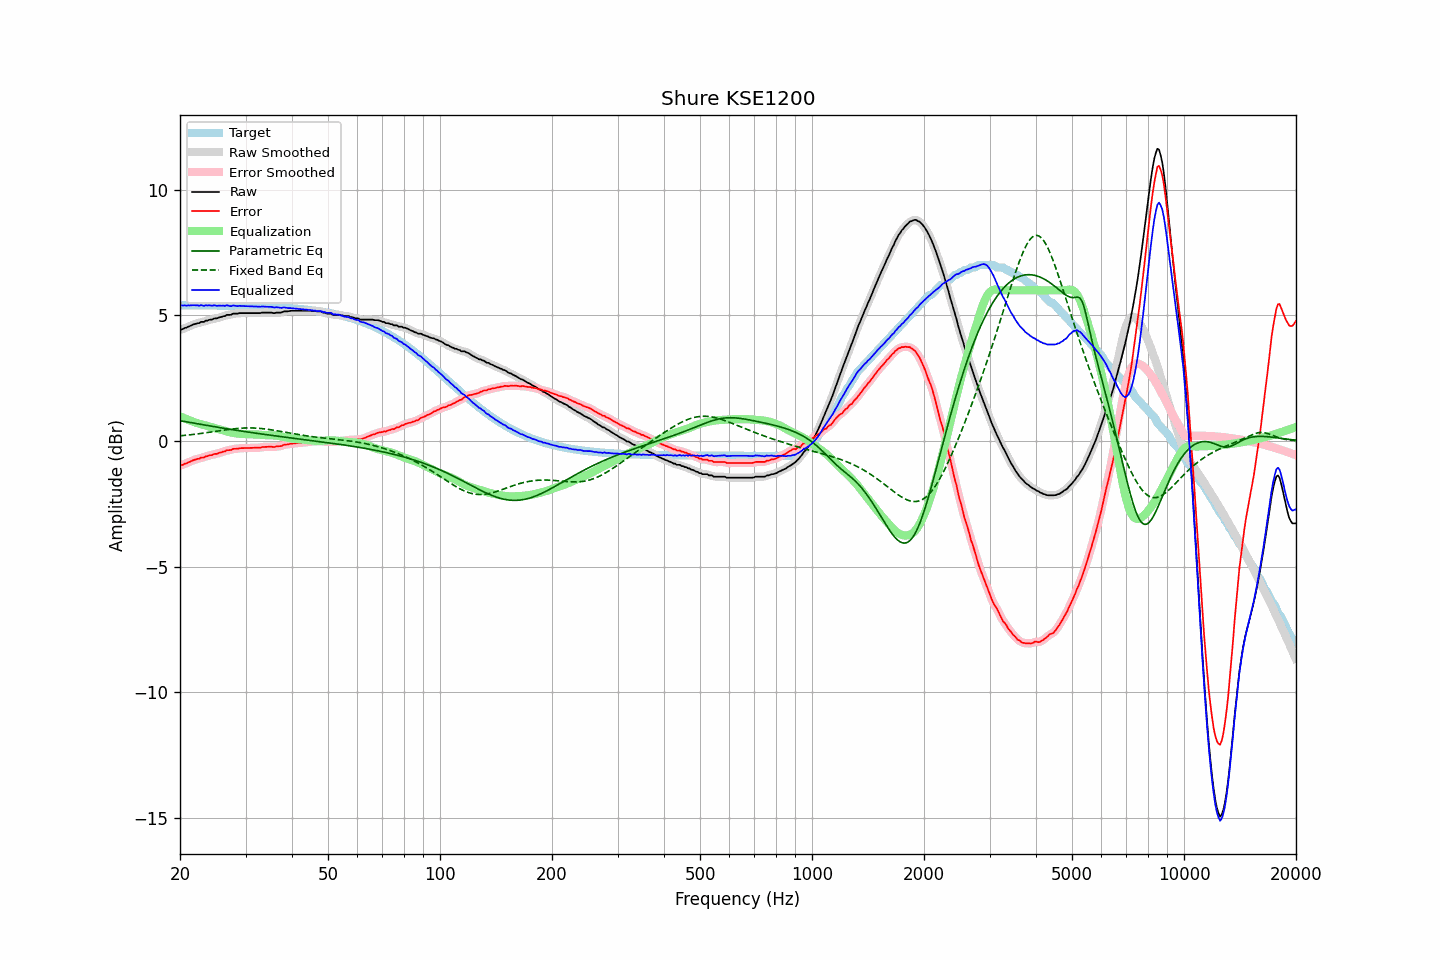 Shure KSE1200
Target
Raw Smoothed
Error Smoothed
Raw
Error
Equalization
Parametric Eq
Fixed Band Eq
Equalized
10
5
0
−5
−10
−15
Amplitude (dBr)
20 50 100 200 500 1000 2000 5000 10000 20000
Frequency (Hz)